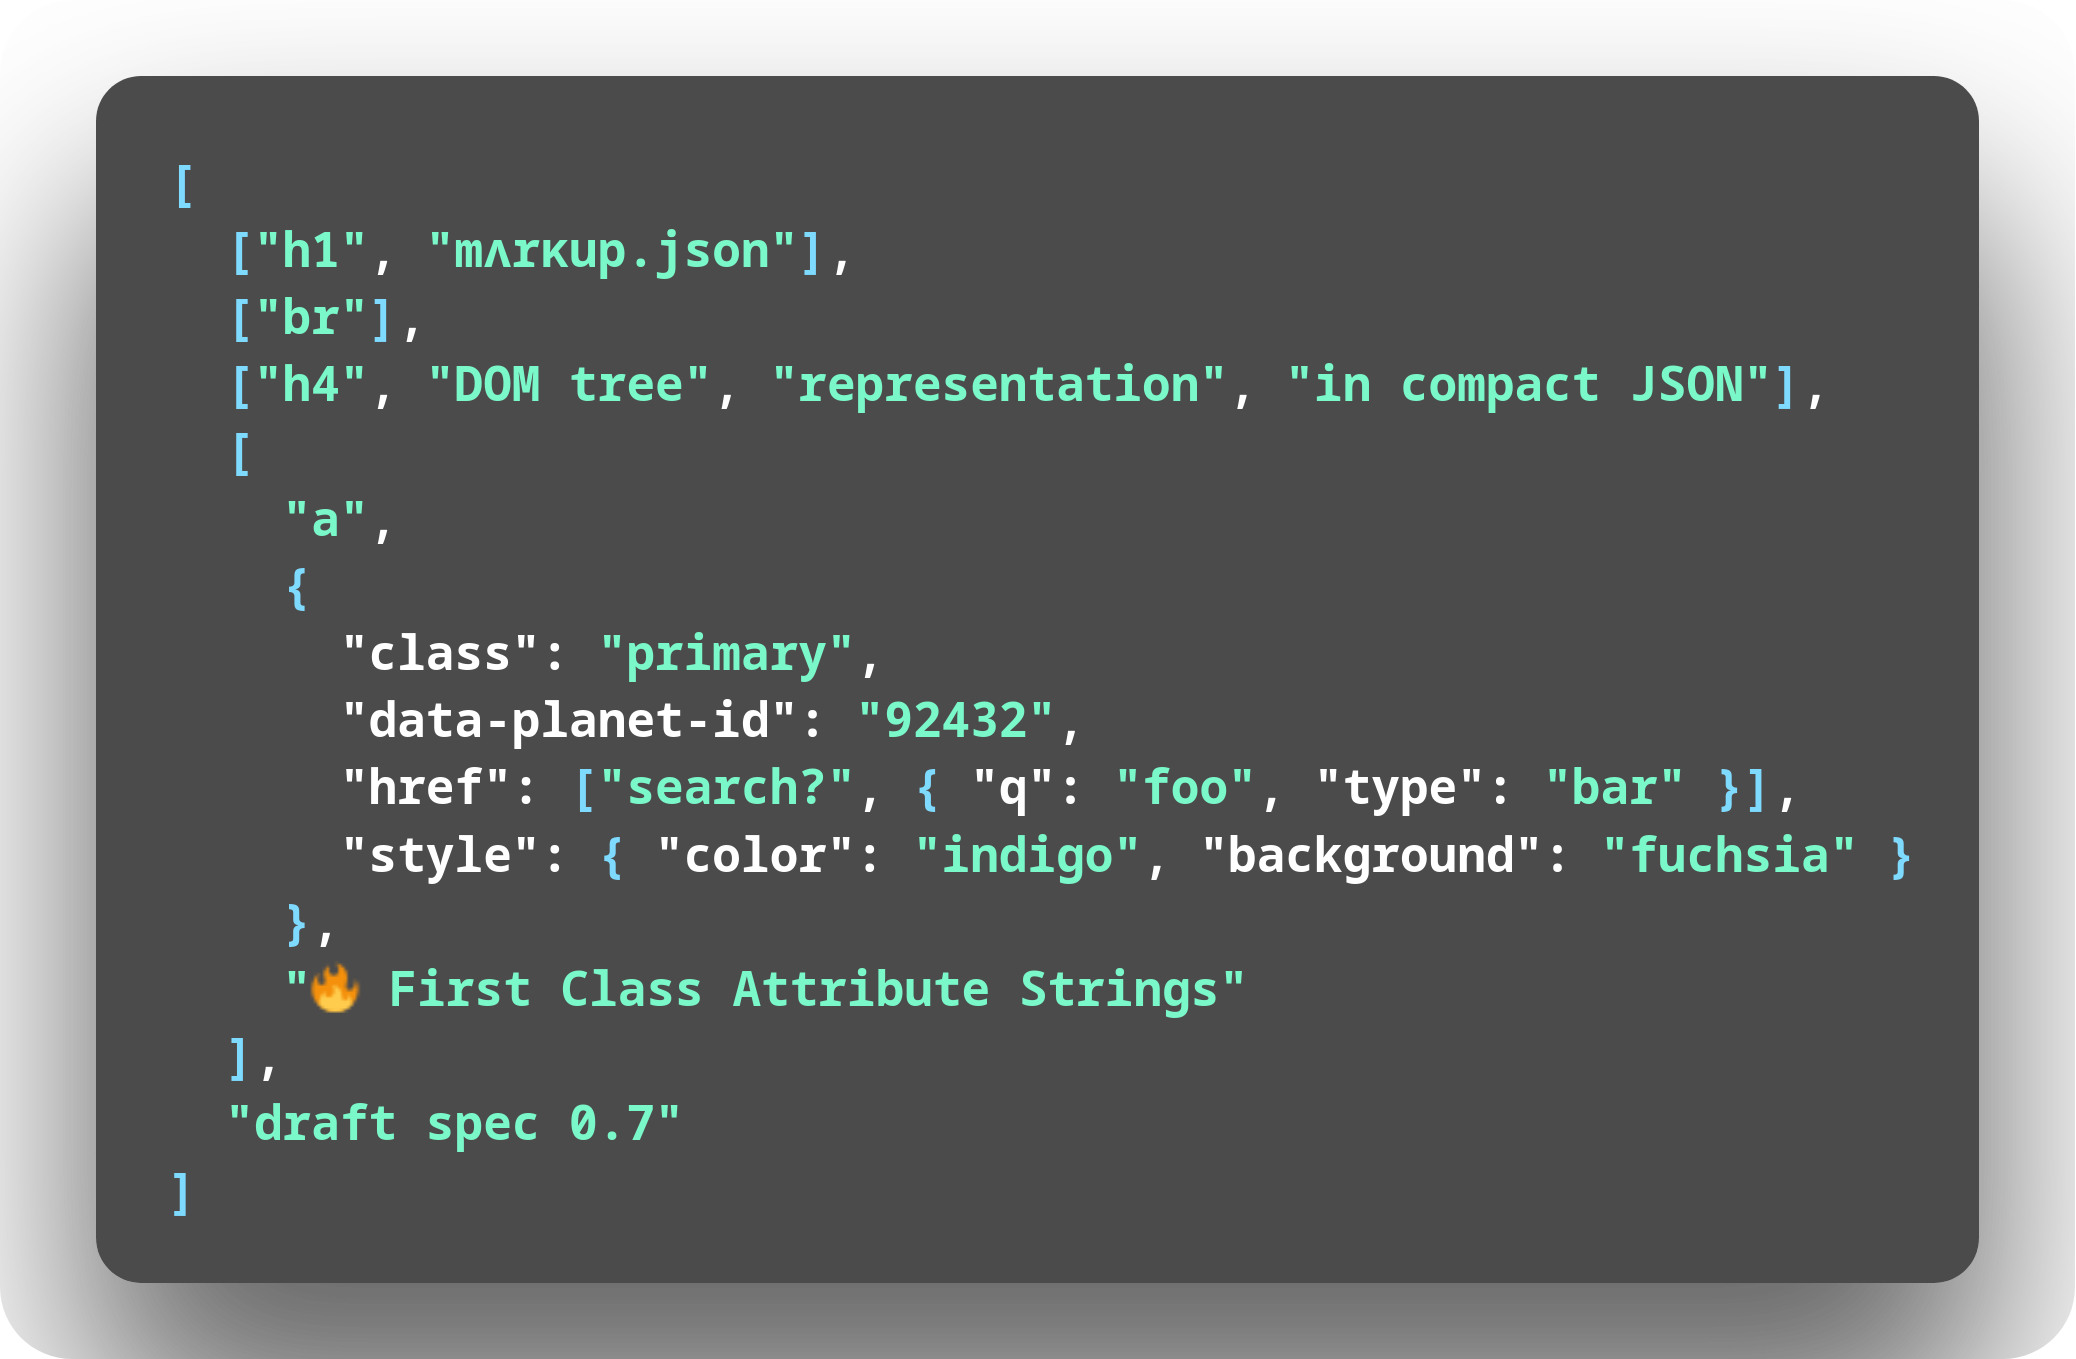 [
  ["h1", "mʌrĸup.json"],
  ["br"],
  ["h4", "DOM tree", "representation", "in compact JSON"],
  [
    "a",
    {
      "class": "primary",
      "data-planet-id": "92432",
      "href": ["search?", { "q": "foo", "type": "bar" }],
      "style": { "color": "indigo", "background": "fuchsia" }
    },
    "🔥 First Class Attribute Strings"
  ],
  "draft spec 0.7"
]